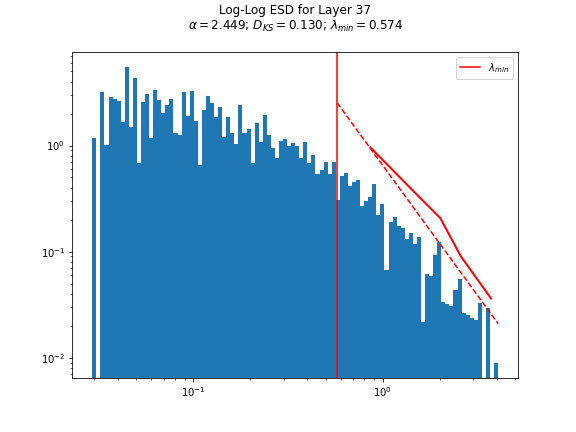 Log-Log ESD for Layer 37
α = 2.449; D_KS = 0.130; λ_min = 0.574
λ_min
10⁰
10⁻¹
10⁻²
10⁻¹ 10⁰